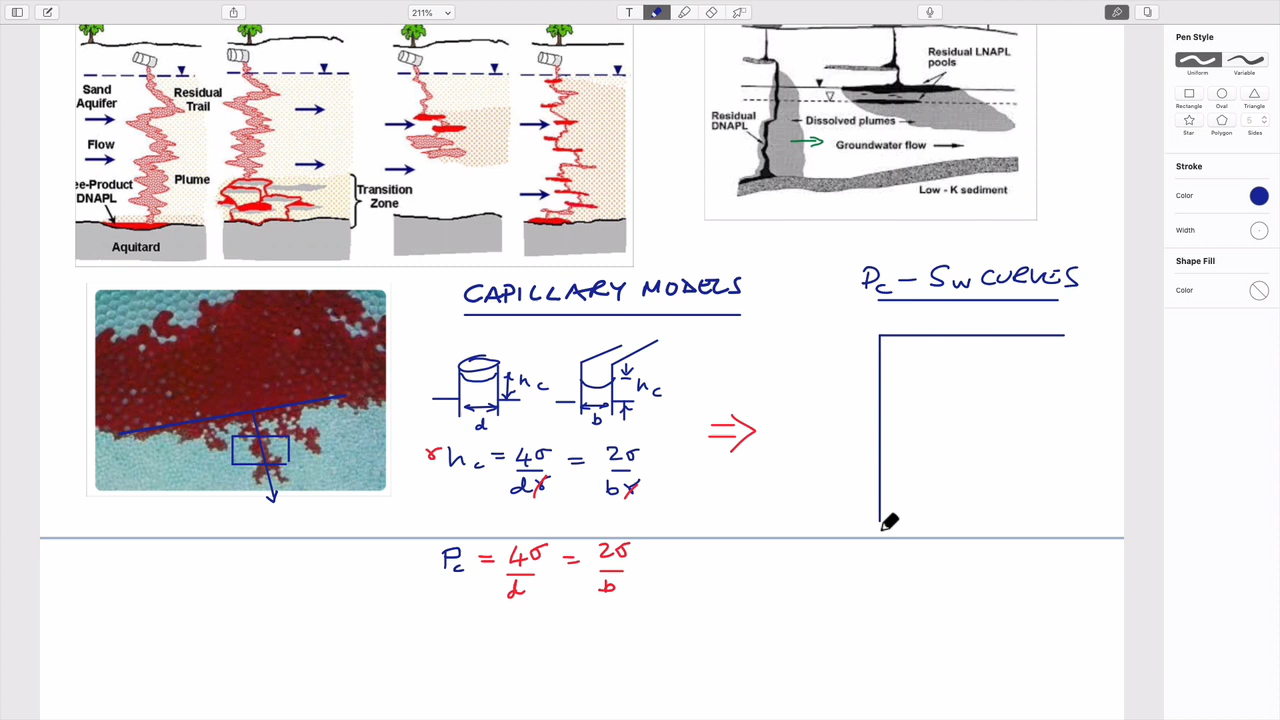 211%
T
Pen Style
Uniform
Variable
Rectangle
Oval
Triangle
Star
Polygon
5
Stroke
Color
Width
Shape Fill
Color
Sand
Aquifer
Residual
Trail
Flow
ee-Product
DNAPL
Plume
Aquitard
Transition
Zone
Residual LNAPL
pools
Residual
DNAPL
Dissolved plumes
Groundwater flow
Low - K sediment
CAPILLARY MODELS
Pc – Sw CURVES
hc
d
hc
b
γhc = 4σ/dγ = 2σ/bγ
⇒
Pc = 4σ/d = 2σ/b